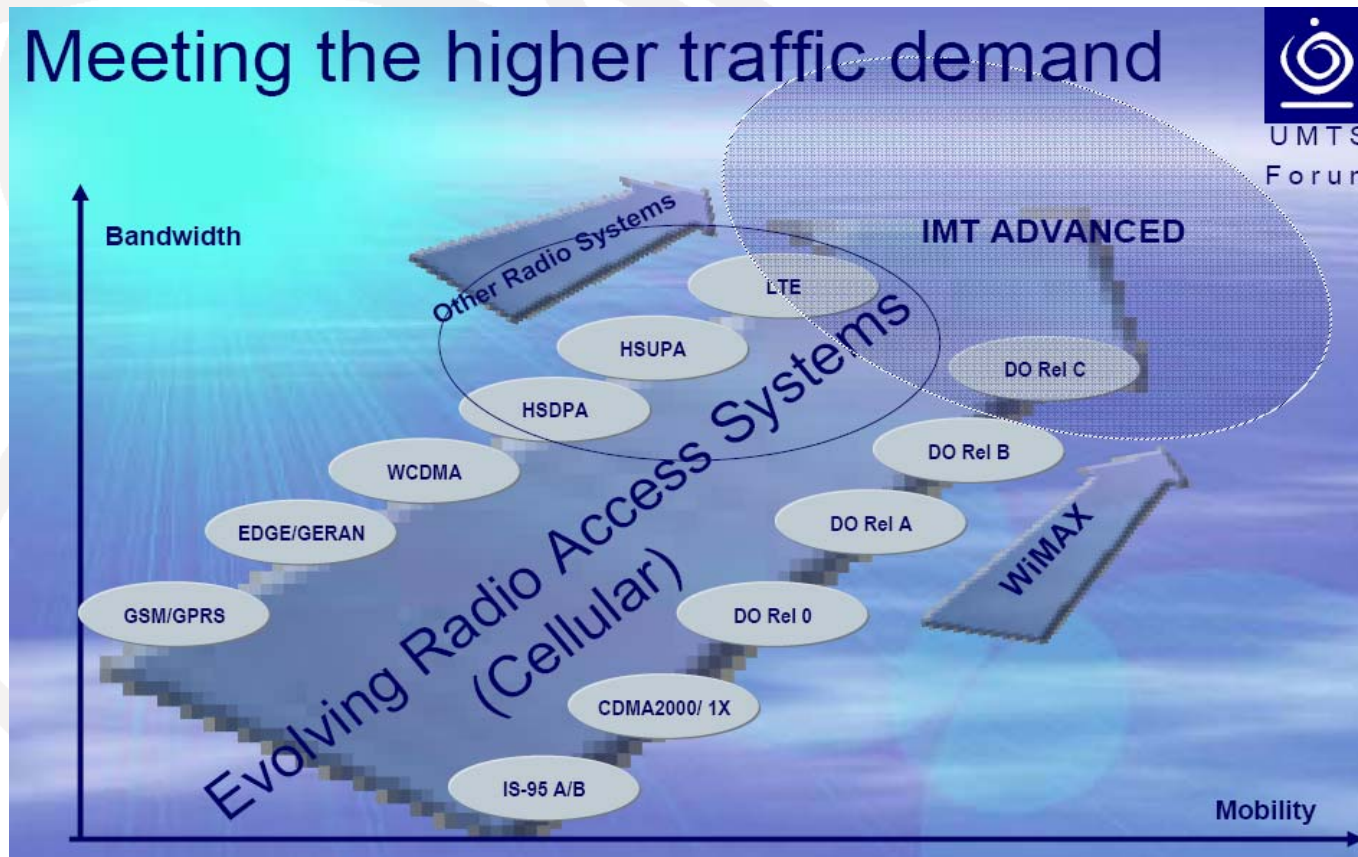 Meeting the higher traffic demand
UMTS
Forum
Bandwidth
Other Radio Systems
IMT ADVANCED
LTE
HSUPA
DO Rel C
HSDPA
DO Rel B
WCDMA
DO Rel A
EDGE/GERAN
WiMAX
GSM/GPRS
DO Rel 0
Evolving Radio Access Systems
(Cellular)
CDMA2000/ 1X
IS-95 A/B
Mobility